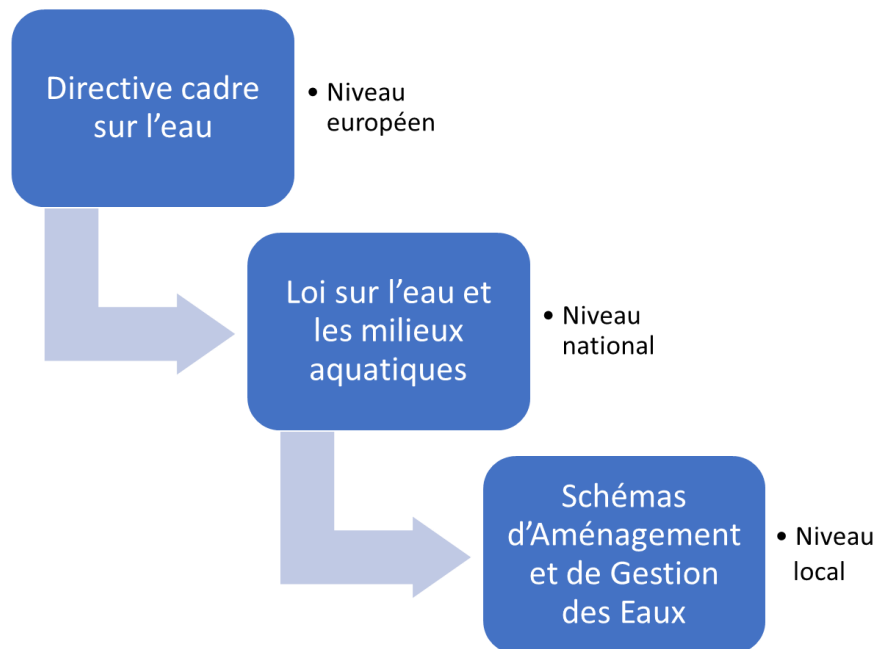 Directive cadre
sur l’eau
• Niveau
européen
Loi sur l’eau et
les milieux
aquatiques
• Niveau
national
Schémas
d’Aménagement
et de Gestion
des Eaux
• Niveau
local